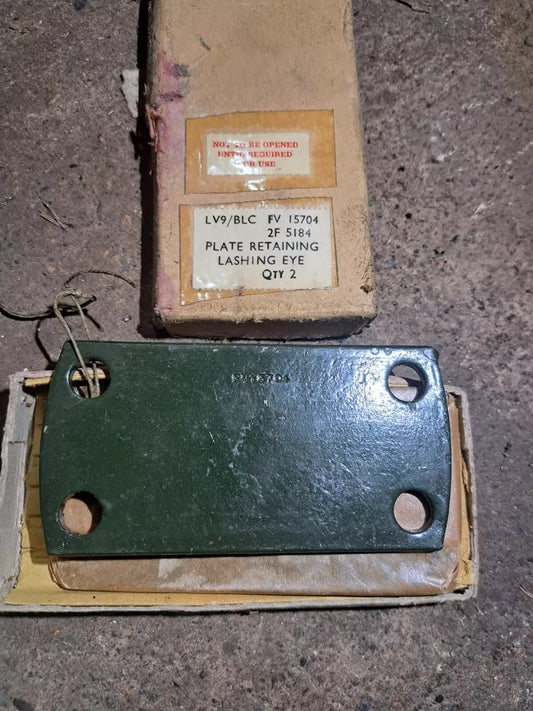 NOT TO BE OPENED
UNTIL REQUIRED
FOR USE
LV9/BLC FV 15704
2F 5184
PLATE RETAINING
LASHING EYE
QTY 2